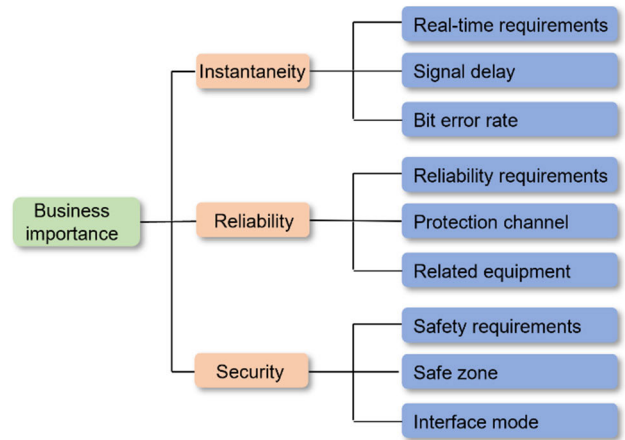 Business
importance
Instantaneity
Real-time requirements
Signal delay
Bit error rate
Reliability
Reliability requirements
Protection channel
Related equipment
Security
Safety requirements
Safe zone
Interface mode